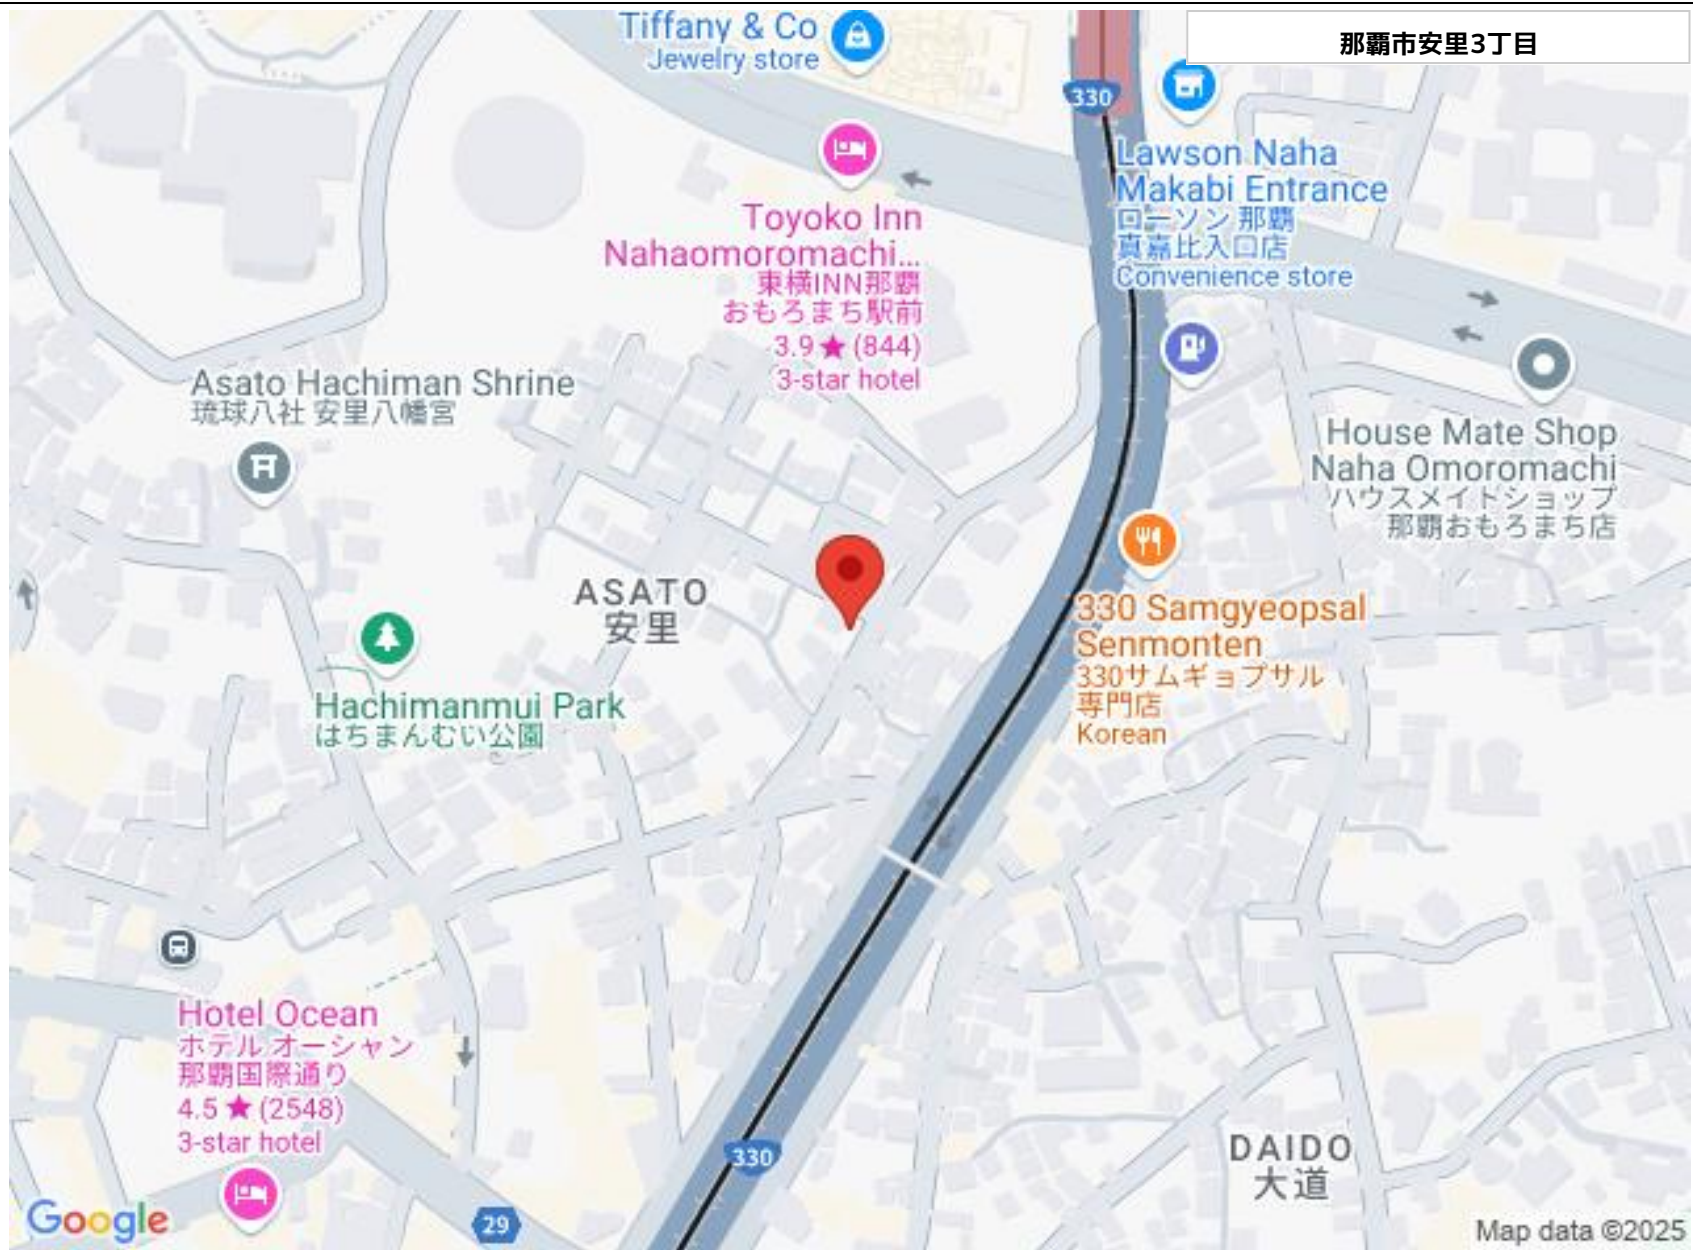 那覇市安里3丁目
Tiffany & Co
Jewelry store
330
Lawson Naha
Makabi Entrance
ローソン 那覇
真嘉比入口店
Convenience store
Toyoko Inn
Nahaomoromachi...
東横INN那覇
おもろまち駅前
3.9★ (844)
3-star hotel
Asato Hachiman Shrine
琉球八社 安里八幡宮
House Mate Shop
Naha Omoromachi
ハウスメイトショップ
那覇おもろまち店
ASATO
安里
330 Samgyeopsal
Senmonten
330サムギョプサル
専門店
Korean
Hachimanmui Park
はちまんむい公園
Hotel Ocean
ホテル オーシャン
那覇国際通り
4.5 ★ (2548)
3-star hotel
330
DAIDO
大道
29
Google
Map data ©2025